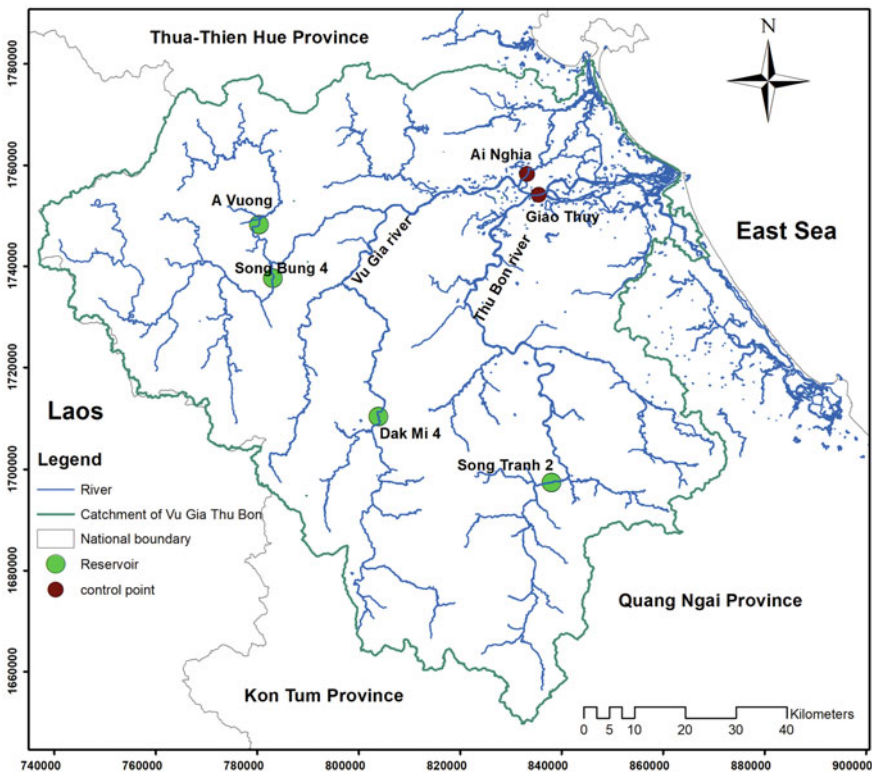 Thua-Thien Hue Province
N
Ai Nghia
A Vuong
Giao Thuy
East Sea
Song Bung 4
Vu Gia river
Thu Bon river
Laos
Dak Mi 4
Song Tranh 2
Legend
River
Catchment of Vu Gia Thu Bon
National boundary
Reservoir
control point
Quang Ngai Province
Kon Tum Province
Kilometers
0 5 10 20 30 40
1780000
1760000
1740000
1720000
1700000
1680000
1660000
740000 760000 780000 800000 820000 840000 860000 880000 900000